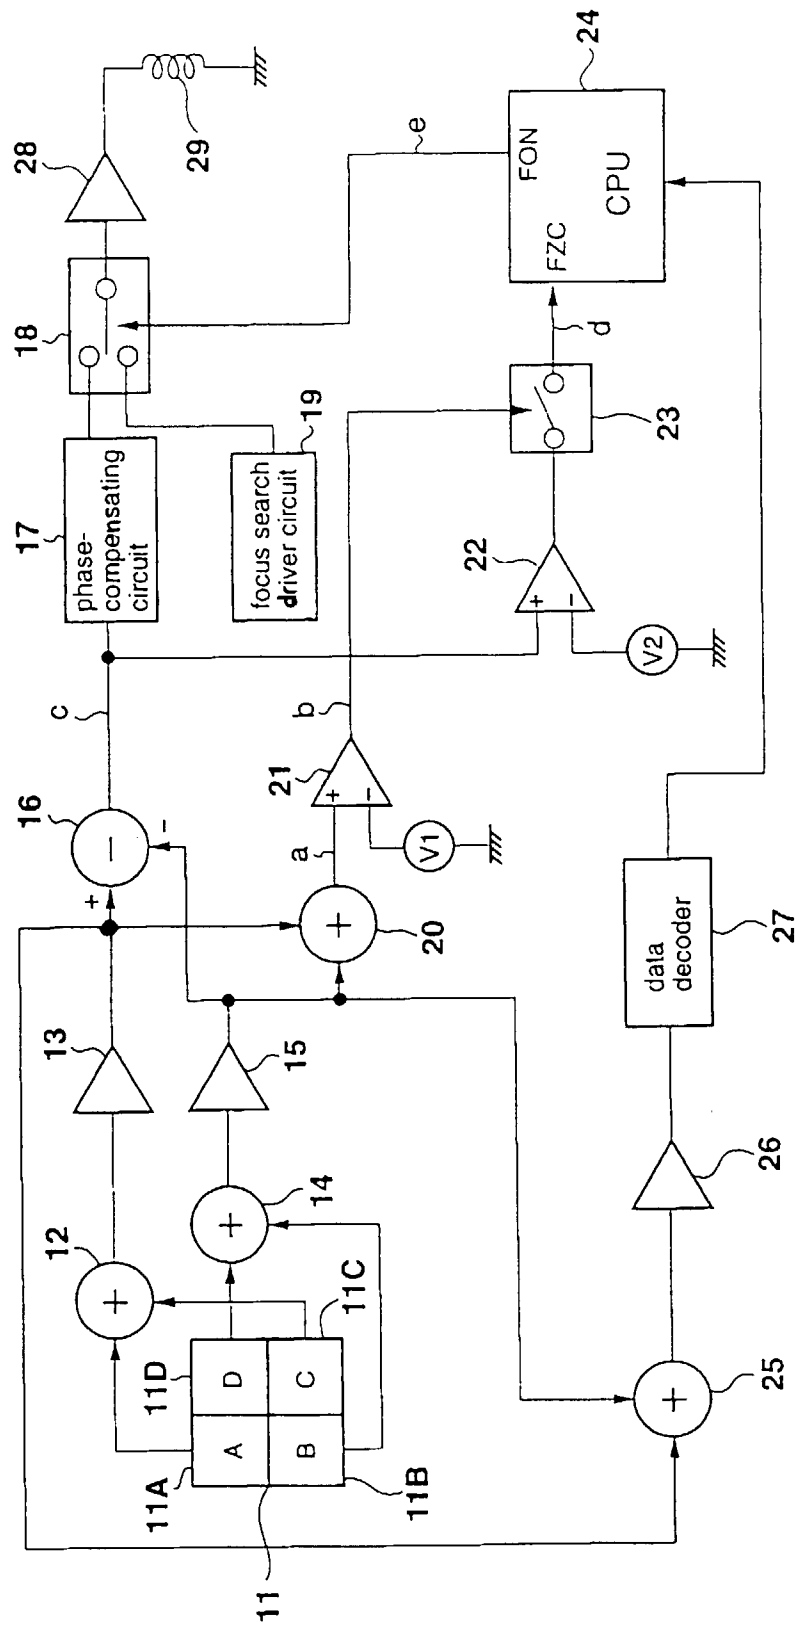 11
11A
11B
11C
11D
A
D
B
C
12
+
13
14
+
15
+
16
−
-
c
17
phase-
compensating
circuit
18
28
29
focus search
driver circuit
19
20
+
a
21
+
−
V1
b
22
+
−
V2
23
d
FZC
FON
CPU
24
e
25
+
26
data
decoder
27